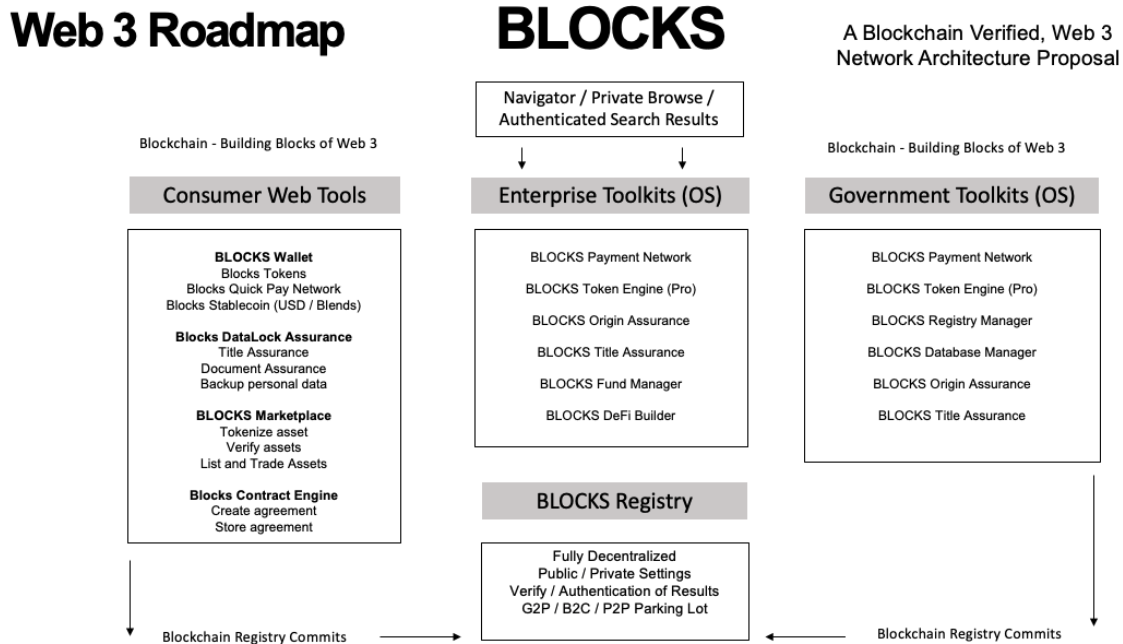 Web 3 Roadmap
BLOCKS
A Blockchain Verified, Web 3
Network Architecture Proposal
Navigator / Private Browse /
Authenticated Search Results
Blockchain - Building Blocks of Web 3
Blockchain - Building Blocks of Web 3
Consumer Web Tools
BLOCKS Wallet
Blocks Tokens
Blocks Quick Pay Network
Blocks Stablecoin (USD / Blends)
Blocks DataLock Assurance
Title Assurance
Document Assurance
Backup personal data
BLOCKS Marketplace
Tokenize asset
Verify assets
List and Trade Assets
Blocks Contract Engine
Create agreement
Store agreement
Enterprise Toolkits (OS)
BLOCKS Payment Network
BLOCKS Token Engine (Pro)
BLOCKS Origin Assurance
BLOCKS Title Assurance
BLOCKS Fund Manager
BLOCKS DeFi Builder
Government Toolkits (OS)
BLOCKS Payment Network
BLOCKS Token Engine (Pro)
BLOCKS Registry Manager
BLOCKS Database Manager
BLOCKS Origin Assurance
BLOCKS Title Assurance
BLOCKS Registry
Fully Decentralized
Public / Private Settings
Verify / Authentication of Results
G2P / B2C / P2P Parking Lot
Blockchain Registry Commits
Blockchain Registry Commits